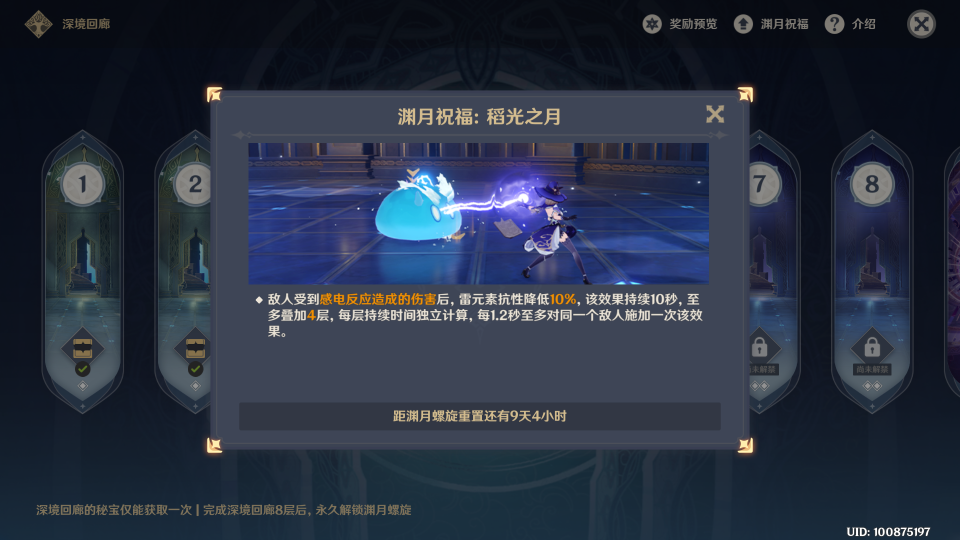 深境回廊
奖励预览
渊月祝福
介绍
渊月祝福: 稻光之月
1
2
7
8
敌人受到感电反应造成的伤害后，雷元素抗性降低10%，该效果持续10秒，至
多叠加4层，每层持续时间独立计算，每1.2秒至多对同一个敌人施加一次该效
果。
尚未解禁
距渊月螺旋重置还有9天4小时
深境回廊的秘宝仅能获取一次 | 完成深境回廊8层后，永久解锁渊月螺旋
UID: 100875197